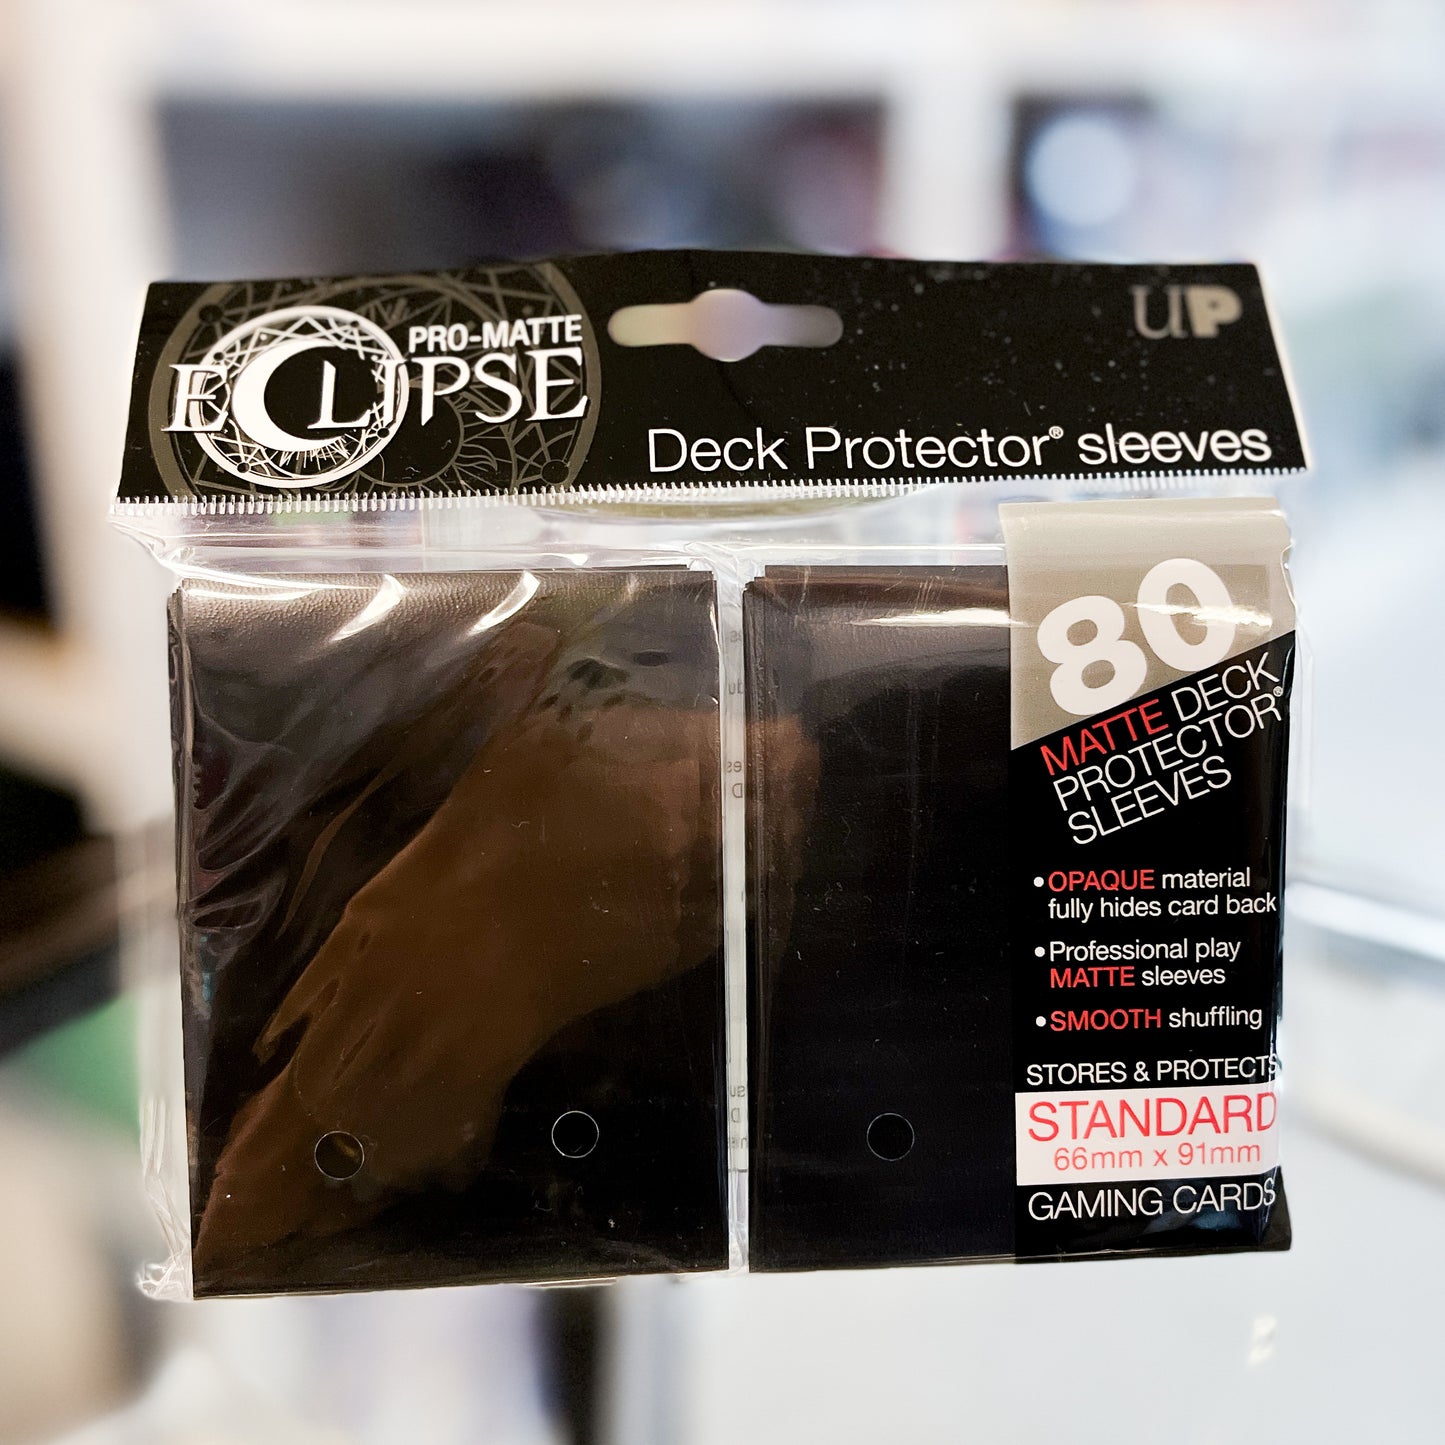 PRO-MATTE
ECLIPSE
UP
Deck Protector® sleeves
80
MATTE DECK
PROTECTOR®
SLEEVES
•OPAQUE material
fully hides card back
•Professional play
MATTE sleeves
•SMOOTH shuffling
STORES & PROTECTS
STANDARD
66mm x 91mm
GAMING CARDS